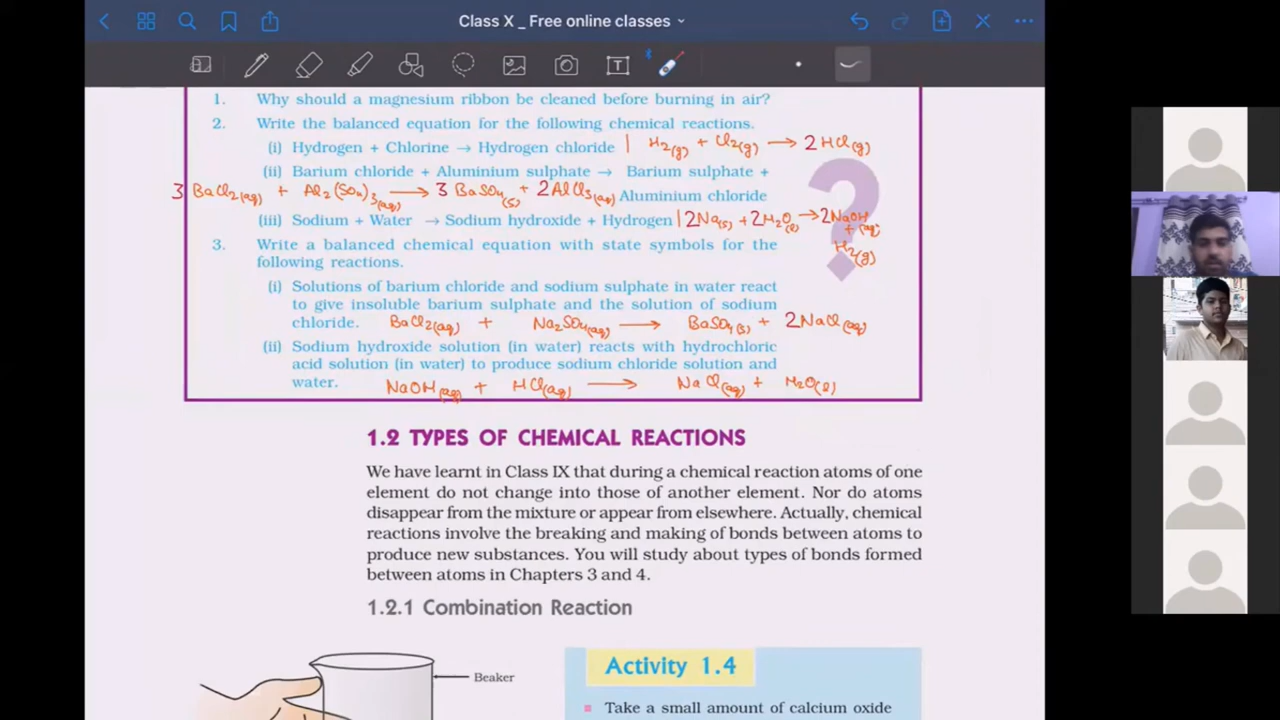 Class X _ Free online classes
1. Why should a magnesium ribbon be cleaned before burning in air?
2. Write the balanced equation for the following chemical reactions.
(i) Hydrogen + Chlorine → Hydrogen chloride | H2(g) + Cl2(g) → 2HCl(g)
(ii) Barium chloride + Aluminium sulphate → Barium sulphate +
3 BaCl2(aq) + Al2(SO4)3(aq) → 3 BaSO4(s) + 2AlCl3(aq) Aluminium chloride
(iii) Sodium + Water → Sodium hydroxide + Hydrogen | 2Na(s) + 2H2O(l) → 2NaOH(aq)
+ H2(g)
3. Write a balanced chemical equation with state symbols for the
following reactions.
(i) Solutions of barium chloride and sodium sulphate in water react
to give insoluble barium sulphate and the solution of sodium
chloride. BaCl2(aq) + Na2SO4(aq) → BaSO4(s) + 2NaCl(aq)
(ii) Sodium hydroxide solution (in water) reacts with hydrochloric
acid solution (in water) to produce sodium chloride solution and
water. NaOH(aq) + HCl(aq) → NaCl(aq) + H2O(l)
?
1.2 TYPES OF CHEMICAL REACTIONS
We have learnt in Class IX that during a chemical reaction atoms of one
element do not change into those of another element. Nor do atoms
disappear from the mixture or appear from elsewhere. Actually, chemical
reactions involve the breaking and making of bonds between atoms to
produce new substances. You will study about types of bonds formed
between atoms in Chapters 3 and 4.
1.2.1 Combination Reaction
Beaker
Activity 1.4
Take a small amount of calcium oxide